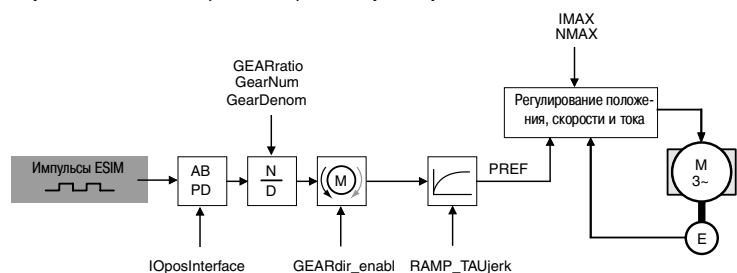 IMAX
NMAX
GEARratio
GearNum
GearDenom
Регулирование положе-
ния, скорости и тока
Импульсы ESIM
AB
PD
N
D
M
PREF
M
3~
E
IOposInterface
GEARdir_enabl
RAMP_TAUjerk